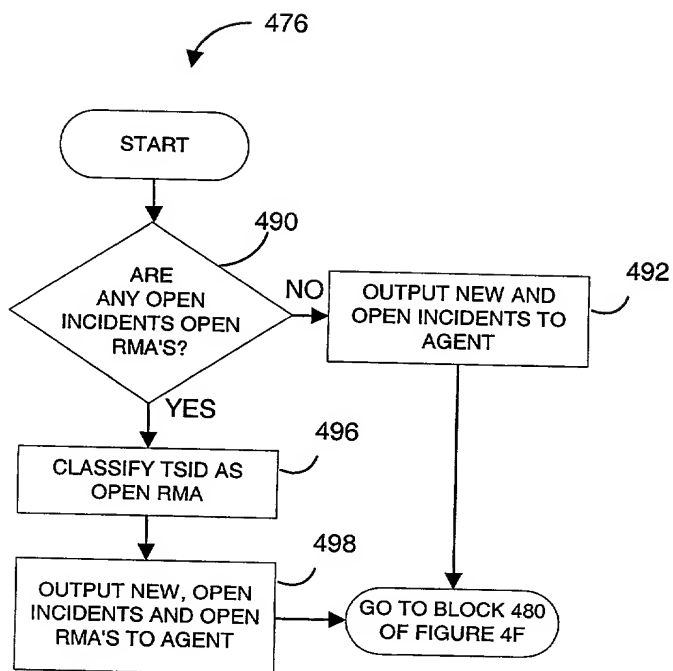 476
START
490
ARE
ANY OPEN
INCIDENTS OPEN
RMA'S?
NO
492
OUTPUT NEW AND
OPEN INCIDENTS TO
AGENT
YES
496
CLASSIFY TSID AS
OPEN RMA
498
OUTPUT NEW, OPEN
INCIDENTS AND OPEN
RMA'S TO AGENT
GO TO BLOCK 480
OF FIGURE 4F